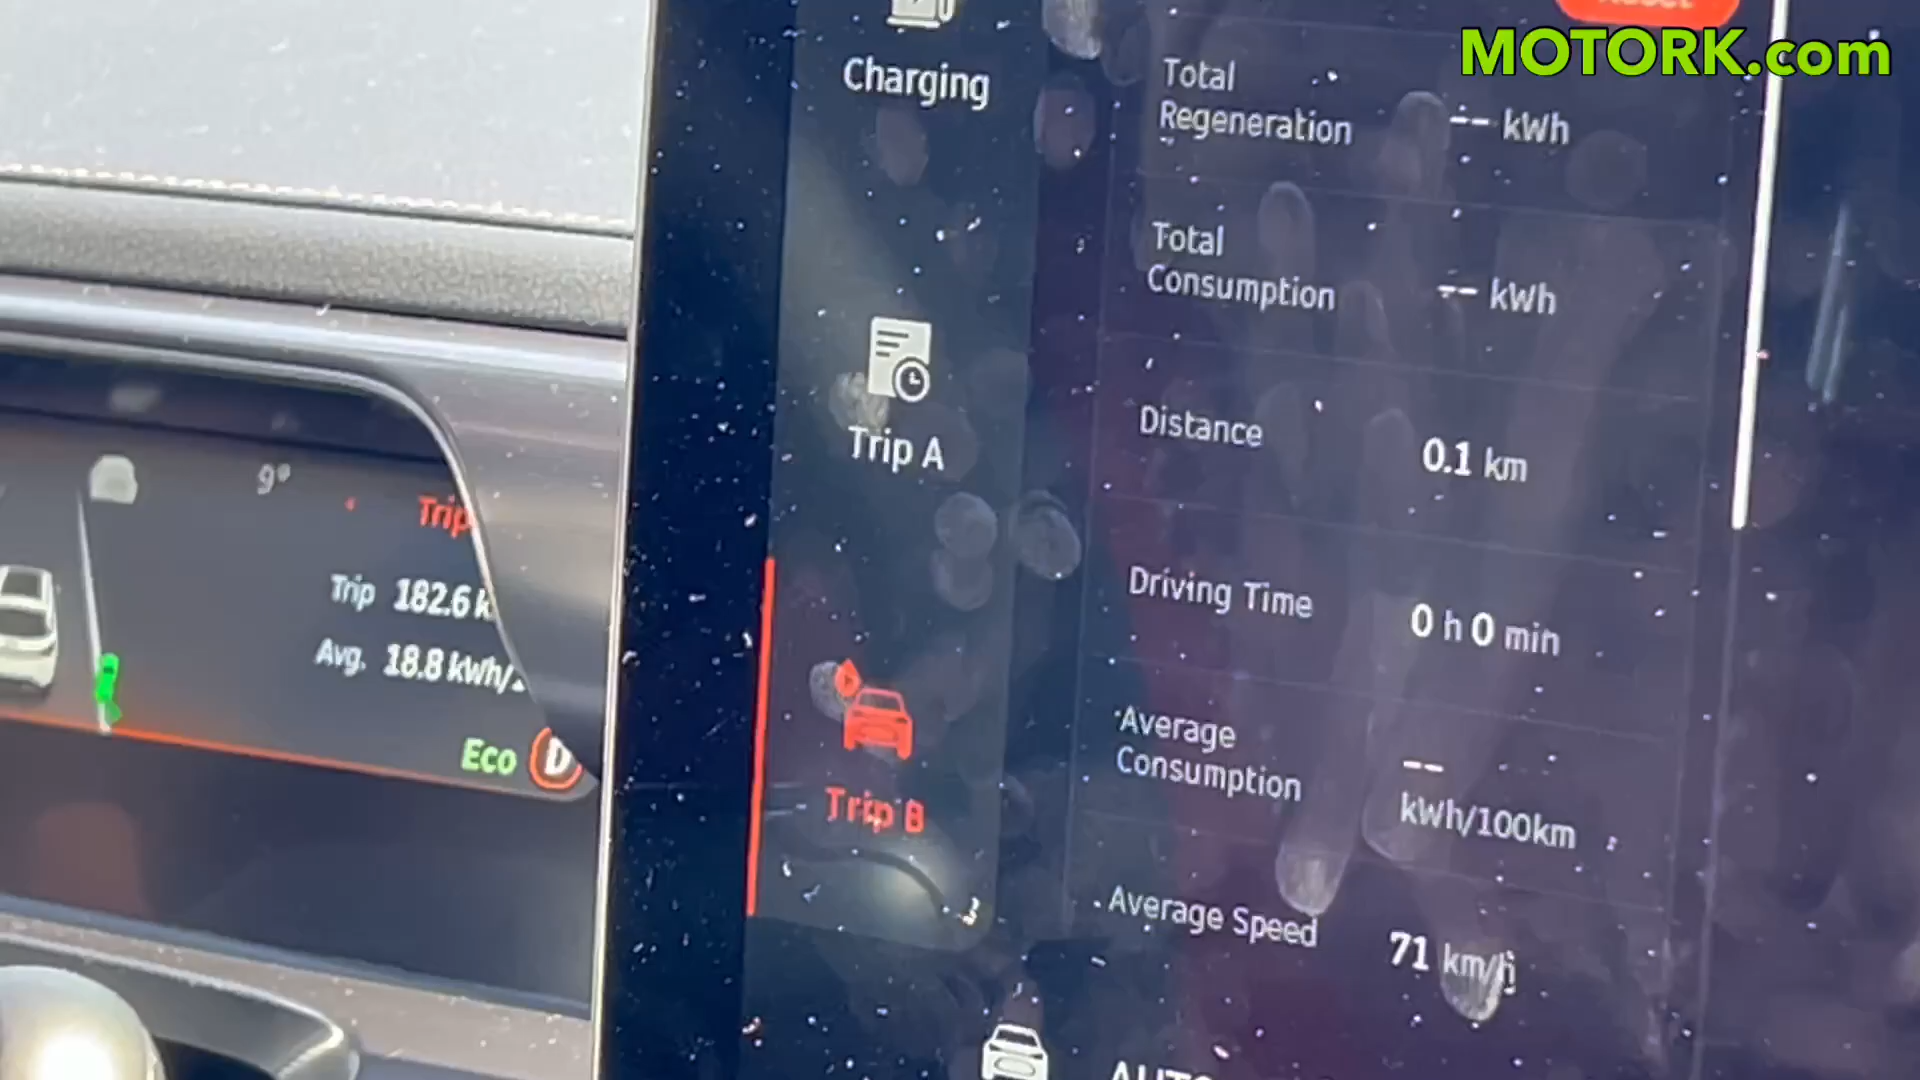 MOTORK.com
Charging
Total
Regeneration
-- kWh
Total
Consumption
-- kWh
Trip A
Distance
0.1 km
9°
Trip
Trip 182.6
Avg. 18.8 kWh/
Eco D
Driving Time
0 h 0 min
Trip B
Average
Consumption
--
kWh/100km
Average Speed
71 km/h